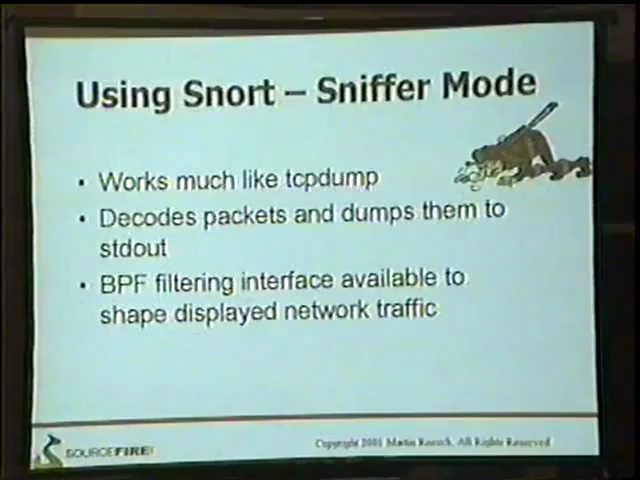 Using Snort – Sniffer Mode
• Works much like tcpdump
• Decodes packets and dumps them to
stdout
• BPF filtering interface available to
shape displayed network traffic
SOURCEFIRE
Copyright 2001 Martin Roesch, All Rights Reserved